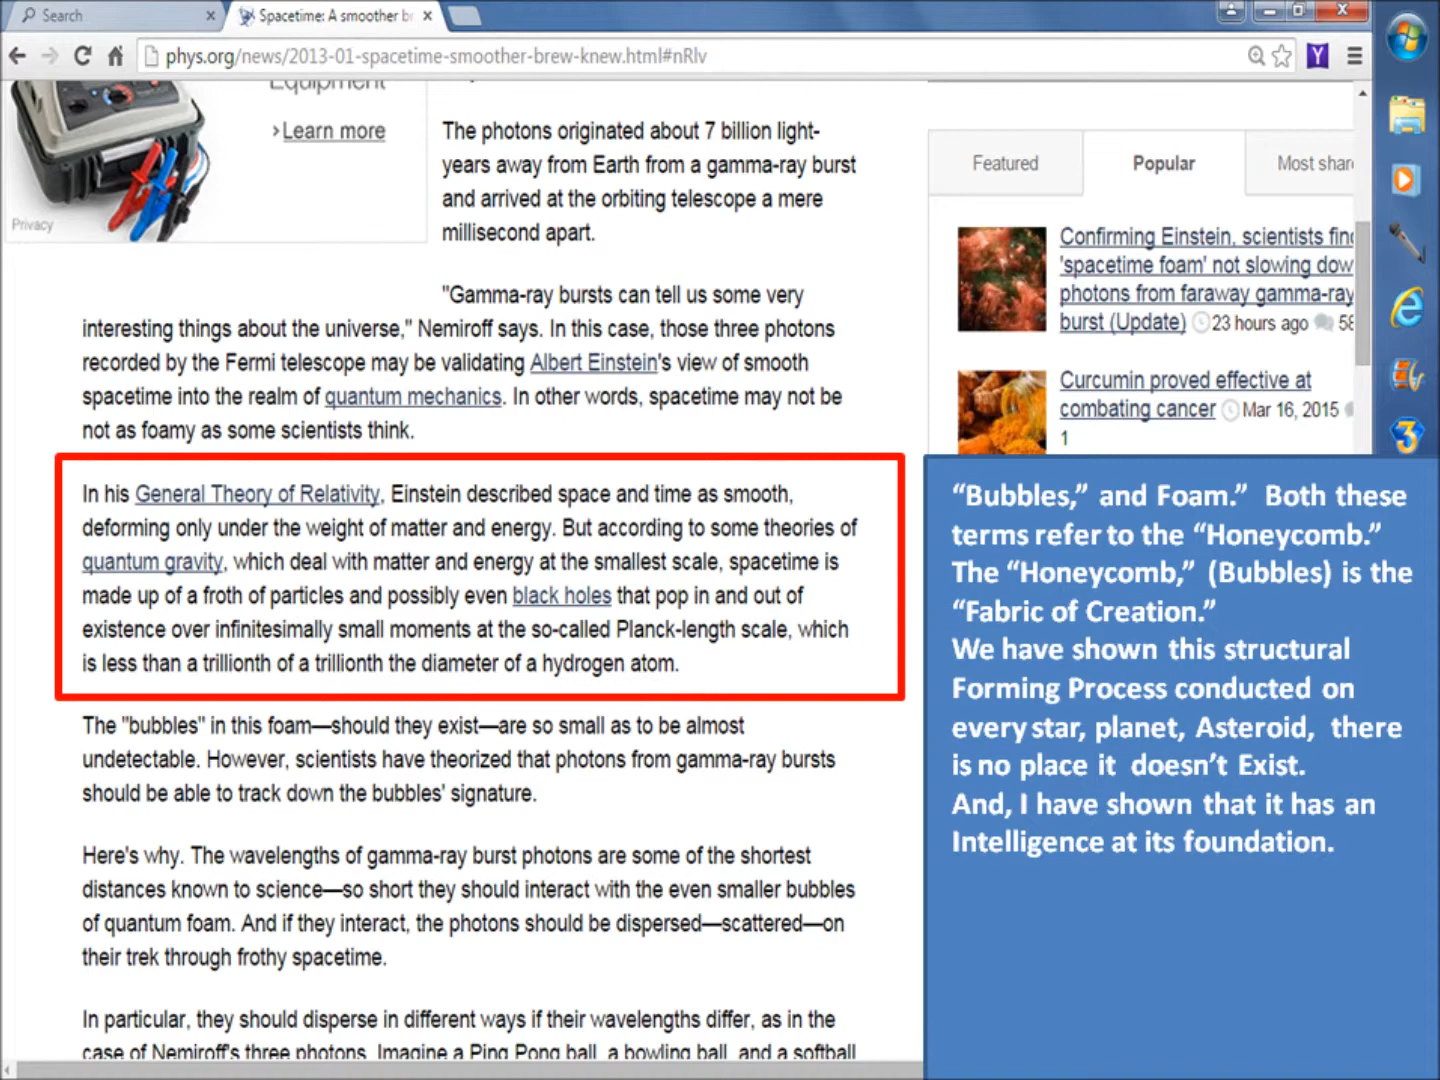 Search
Spacetime: A smoother br
phys.org/news/2013-01-spacetime-smoother-brew-knew.html#nRlv
Equipment
›Learn more
Privacy
The photons originated about 7 billion light-
years away from Earth from a gamma-ray burst
and arrived at the orbiting telescope a mere
millisecond apart.
"Gamma-ray bursts can tell us some very
interesting things about the universe," Nemiroff says. In this case, those three photons
recorded by the Fermi telescope may be validating Albert Einstein's view of smooth
spacetime into the realm of quantum mechanics. In other words, spacetime may not be
not as foamy as some scientists think.
In his General Theory of Relativity, Einstein described space and time as smooth,
deforming only under the weight of matter and energy. But according to some theories of
quantum gravity, which deal with matter and energy at the smallest scale, spacetime is
made up of a froth of particles and possibly even black holes that pop in and out of
existence over infinitesimally small moments at the so-called Planck-length scale, which
is less than a trillionth of a trillionth the diameter of a hydrogen atom.
The "bubbles" in this foam—should they exist—are so small as to be almost
undetectable. However, scientists have theorized that photons from gamma-ray bursts
should be able to track down the bubbles' signature.
Here's why. The wavelengths of gamma-ray burst photons are some of the shortest
distances known to science—so short they should interact with the even smaller bubbles
of quantum foam. And if they interact, the photons should be dispersed—scattered—on
their trek through frothy spacetime.
In particular, they should disperse in different ways if their wavelengths differ, as in the
case of Nemiroff's three photons. Imagine a Ping Pong ball, a bowling ball, and a softball
Featured
Popular
Most share
Confirming Einstein, scientists find
'spacetime foam' not slowing dow
photons from faraway gamma-ray
burst (Update) 23 hours ago 58
Curcumin proved effective at
combating cancer Mar 16, 2015
1
“Bubbles,” and Foam.” Both these
terms refer to the “Honeycomb.”
The “Honeycomb,” (Bubbles) is the
“Fabric of Creation.”
We have shown this structural
Forming Process conducted on
every star, planet, Asteroid, there
is no place it doesn’t Exist.
And, I have shown that it has an
Intelligence at its foundation.